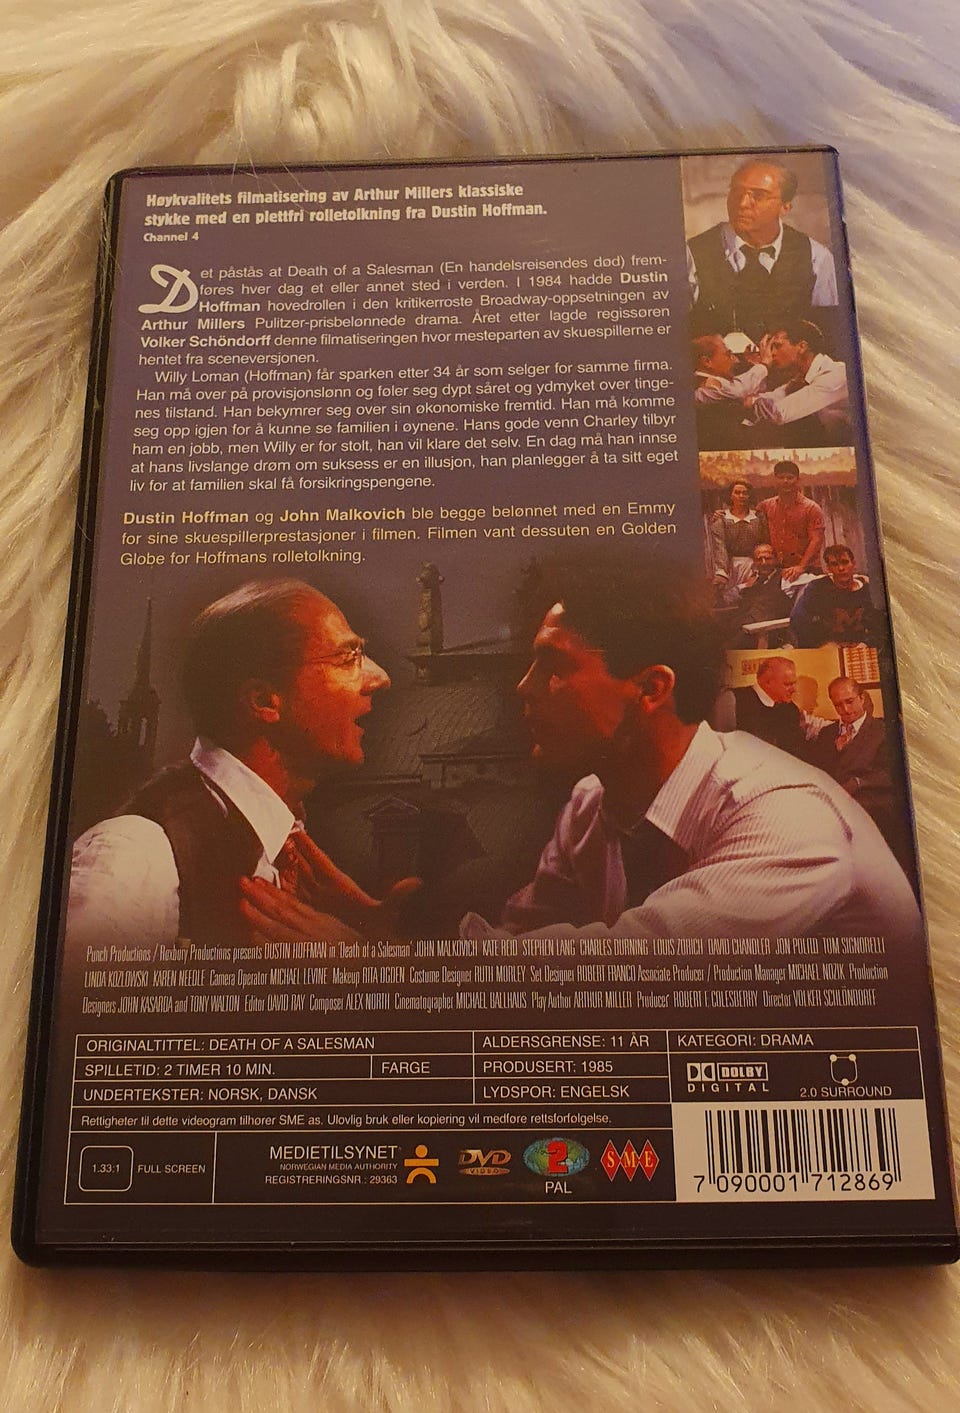 Høykvalitets filmatisering av Arthur Millers klassiske
stykke med en plettfri rolletolkning fra Dustin Hoffman.
Channel 4
Det påstås at Death of a Salesman (En handelsreisendes død) frem-
føres hver dag et eller annet sted i verden. I 1984 hadde Dustin
Hoffman hovedrollen i den kritikerroste Broadway-oppsetningen av
Arthur Millers Pulitzer-prisbelønnede drama. Året etter lagde regissøren
Volker Schöndorff denne filmatiseringen hvor mesteparten av skuespillerne er
hentet fra sceneversjonen.
Willy Loman (Hoffman) får sparken etter 34 år som selger for samme firma.
Han må over på provisjonslønn og føler seg dypt såret og ydmyket over tinge-
nes tilstand. Han bekymrer seg over sin økonomiske fremtid. Han må komme
seg opp igjen for å kunne se familien i øynene. Hans gode venn Charley tilbyr
ham en jobb, men Willy er for stolt, han vil klare det selv. En dag må han innse
at hans livslange drøm om suksess er en illusjon, han planlegger å ta sitt eget
liv for at familien skal få forsikringspengene.
Dustin Hoffman og John Malkovich ble begge belønnet med en Emmy
for sine skuespillerprestasjoner i filmen. Filmen vant dessuten en Golden
Globe for Hoffmans rolletolkning.
Punch Productions / Roxbury Productions presents DUSTIN HOFFMAN in 'Death of a Salesman' JOHN MALKOVICH KATE REID STEPHEN LANG CHARLES DURNING LOUIS ZORICH DAVID CHANDLER JON POLITO TOM SIGNORELLI
LINDA KOZLOWSKI KAREN NEEDLE Camera Operator MICHAEL LEVINE Makeup RITA OGDEN Costume Designer RUTH MORLEY Set Designer ROBERT FRANCO Associate Producer / Production Manager MICHAEL NOZIK Production
Designers JOHN KASARDA and TONY WALTON Editor DAVID RAY Composer ALEX NORTH Cinematographer MICHAEL BALLHAUS Play Author ARTHUR MILLER Producer ROBERT F. COLESBERRY Director VOLKER SCHLÖNDORFF
ORIGINALTITTEL: DEATH OF A SALESMAN
ALDERSGRENSE: 11 ÅR
KATEGORI: DRAMA
SPILLETID: 2 TIMER 10 MIN.
FARGE
PRODUSERT: 1985
DOLBY
DIGITAL
2.0 SURROUND
UNDERTEKSTER: NORSK, DANSK
LYDSPOR: ENGELSK
Rettigheter til dette videogram tilhører SME as. Ulovlig bruk eller kopiering vil medføre rettsforfølgelse.
1.33:1
FULL SCREEN
MEDIETILSYNET
NORWEGIAN MEDIA AUTHORITY
REGISTRERINGSNR.: 29363
DVD
VIDEO
2
PAL
SME
7 090001 712869